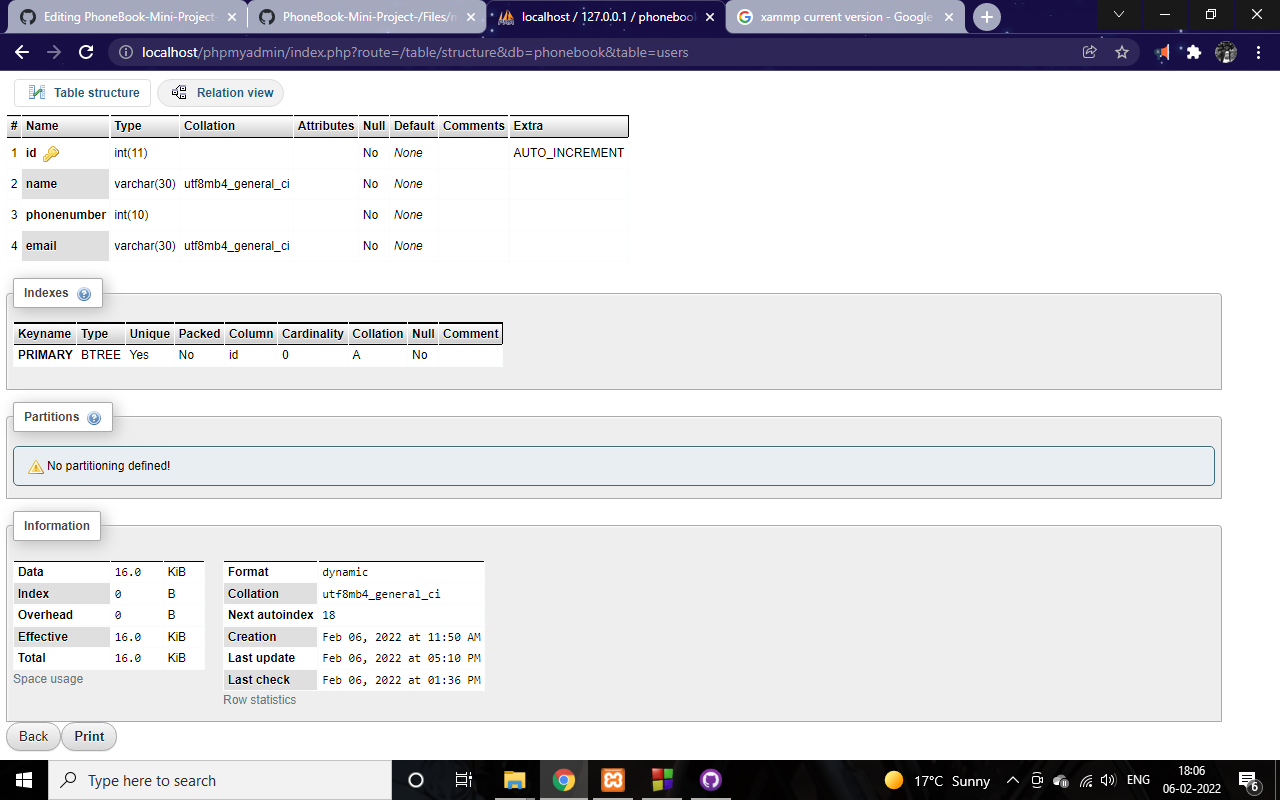 Editing PhoneBook-Mini-Project-
PhoneBook-Mini-Project-/Files/m
localhost / 127.0.0.1 / phoneboo
xammp current version - Google
localhost/phpmyadmin/index.php?route=/table/structure&db=phonebook&table=users
Table structure Relation view
# Name Type Collation Attributes Null Default Comments Extra
1 id int(11) No None AUTO_INCREMENT
2 name varchar(30) utf8mb4_general_ci No None
3 phonenumber int(10) No None
4 email varchar(30) utf8mb4_general_ci No None
Indexes
Keyname Type Unique Packed Column Cardinality Collation Null Comment
PRIMARY BTREE Yes No id 0 A No
Partitions
No partitioning defined!
Information
Data 16.0 KiB
Index 0 B
Overhead 0 B
Effective 16.0 KiB
Total 16.0 KiB
Space usage
Format dynamic
Collation utf8mb4_general_ci
Next autoindex 18
Creation Feb 06, 2022 at 11:50 AM
Last update Feb 06, 2022 at 05:10 PM
Last check Feb 06, 2022 at 01:36 PM
Row statistics
Back Print
Type here to search
17°C Sunny
ENG
18:06
06-02-2022
6